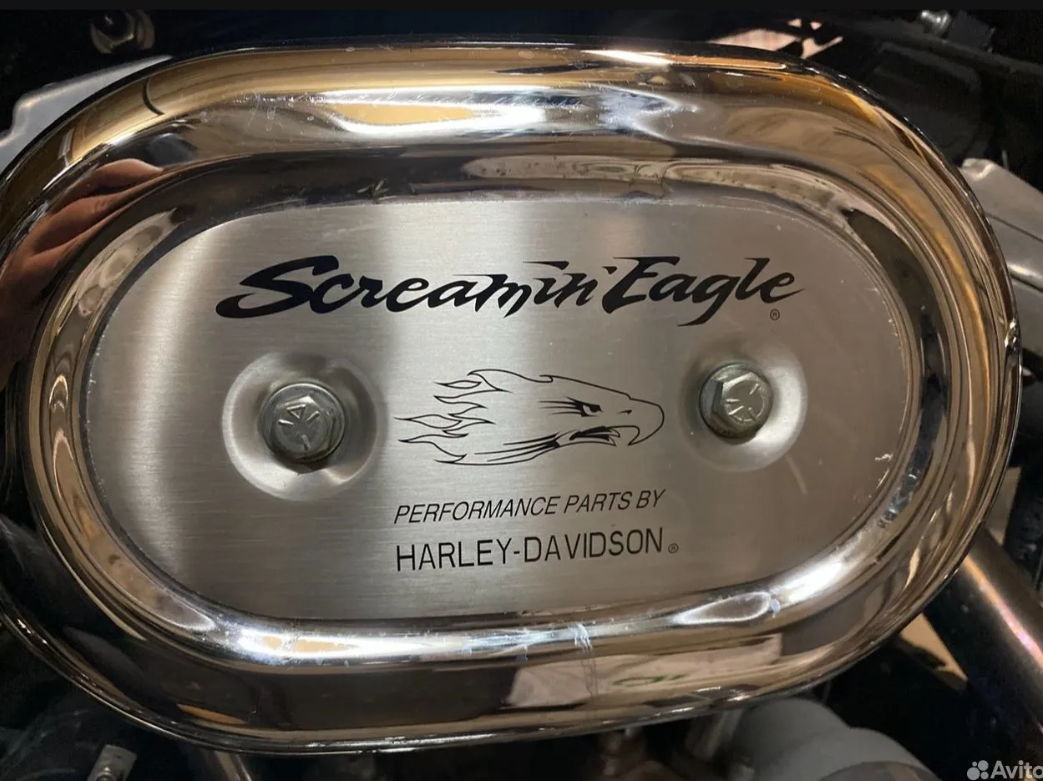 Screamin' Eagle®
PERFORMANCE PARTS BY
HARLEY-DAVIDSON®
Avito